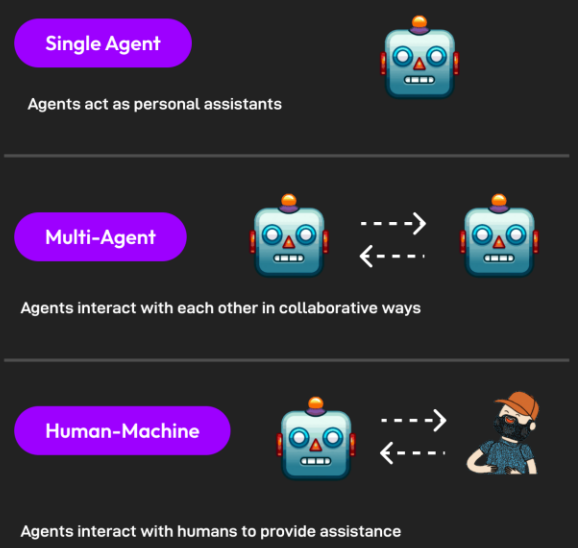 Single Agent
Agents act as personal assistants
Multi-Agent
Agents interact with each other in collaborative ways
Human-Machine
Agents interact with humans to provide assistance